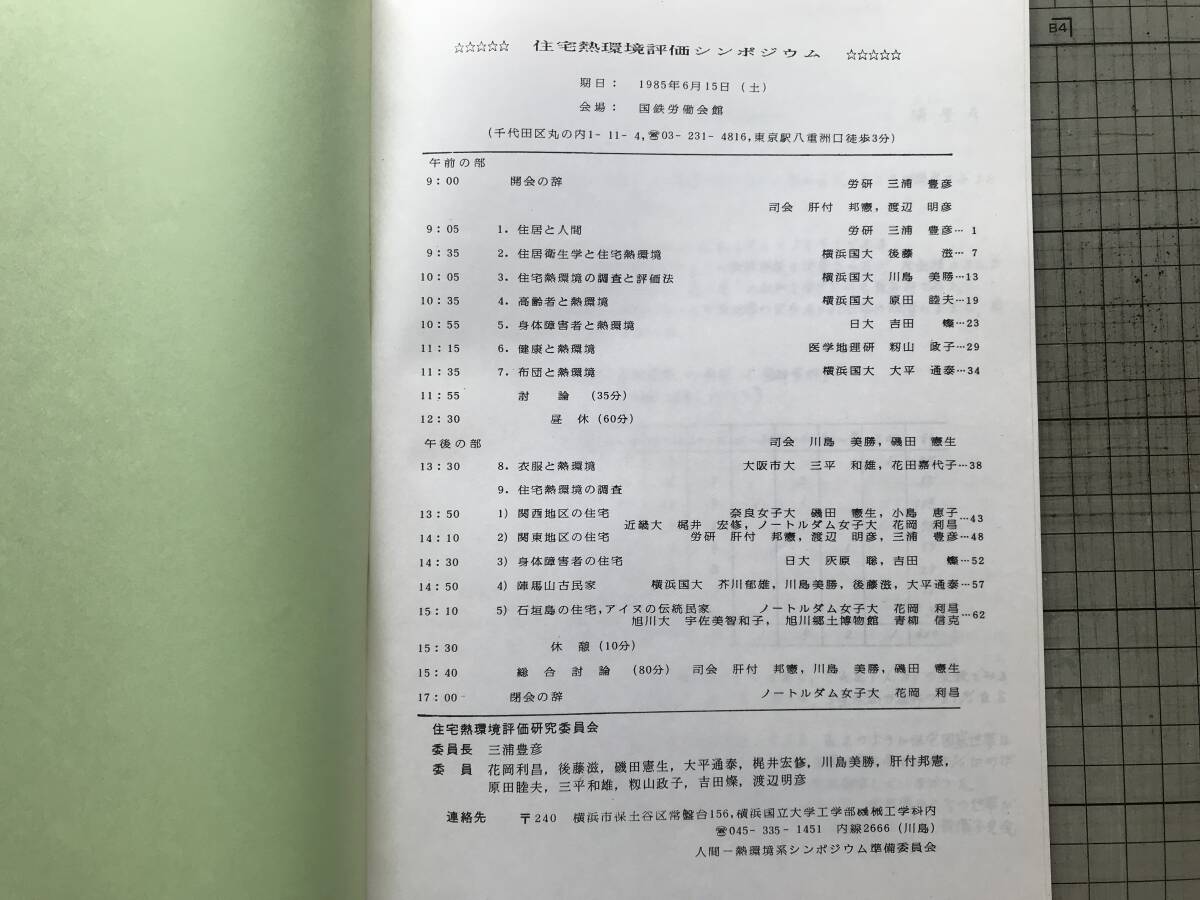 B4
☆☆☆☆☆ 住宅熱環境評価シンポジウム ☆☆☆☆☆
期日： 1985年6月15日（土）
会場： 国鉄労働会館
（千代田区丸の内1-11-4,☎03-231-4816,東京駅八重洲口徒歩3分）
午前の部
9：00 開会の辞 労研 三浦 豊彦
司会 肝付 邦憲，渡辺 明彦
9：05 1．住居と人間 労研 三浦 豊彦… 1
9：35 2．住居衛生学と住宅熱環境 横浜国大 後藤 滋… 7
10：05 3．住宅熱環境の調査と評価法 横浜国大 川島 美勝…13
10：35 4．高齢者と熱環境 横浜国大 原田 睦夫…19
10：55 5．身体障害者と熱環境 日大 吉田 燦…23
11：15 6．健康と熱環境 医学地理研 籾山 政子…29
11：35 7．布団と熱環境 横浜国大 大平 通泰…34
11：55 討 論 （35分）
12：30 昼 休（60分）
午後の部 司会 川島 美勝，磯田 憲生
13：30 8．衣服と熱環境 大阪市大 三平 和雄，花田嘉代子…38
9．住宅熱環境の調査
13：50 1）関西地区の住宅 奈良女子大 磯田 憲生，小島 恵子
近畿大 梶井 宏修，ノートルダム女子大 花岡 利昌 …43
14：10 2）関東地区の住宅 労研 肝付 邦憲，渡辺 明彦，三浦 豊彦…48
14：30 3）身体障害者の住宅 日大 灰原 聡，吉田 燦…52
14：50 4）陣馬山古民家 横浜国大 芥川郁雄，川島美勝，後藤滋，大平通泰…57
15：10 5）石垣島の住宅，アイヌの伝統民家 ノートルダム女子大 花岡 利昌
旭川大 宇佐美智和子，旭川郷土博物館 青柳 信克 …62
15：30 休 憩（10分）
15：40 総 合 討 論 （80分） 司会 肝付 邦憲，川島 美勝，磯田 憲生
17：00 閉会の辞 ノートルダム女子大 花岡 利昌
住宅熱環境評価研究委員会
委員長 三浦豊彦
委 員 花岡利昌，後藤滋，磯田憲生，大平通泰，梶井宏修，川島美勝，肝付邦憲，
原田睦夫，三平和雄，籾山政子，吉田燦，渡辺明彦
連絡先 〒240 横浜市保土谷区常盤台156，横浜国立大学工学部機械工学科内
☎045-335-1451 内線2666（川島）
人間－熱環境系シンポジウム準備委員会